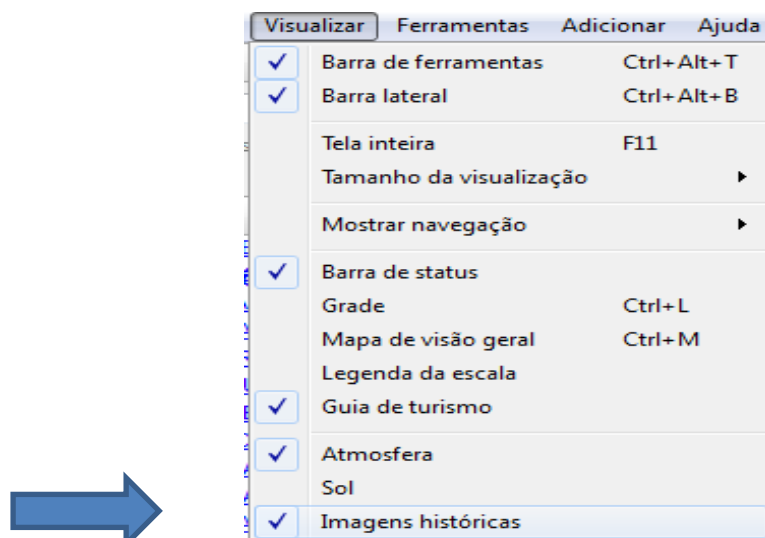 Visualizar Ferramentas Adicionar Ajuda
Barra de ferramentas Ctrl+Alt+T
Barra lateral Ctrl+Alt+B
Tela inteira F11
Tamanho da visualização
Mostrar navegação
Barra de status
Grade Ctrl+L
Mapa de visão geral Ctrl+M
Legenda da escala
Guia de turismo
Atmosfera
Sol
Imagens históricas